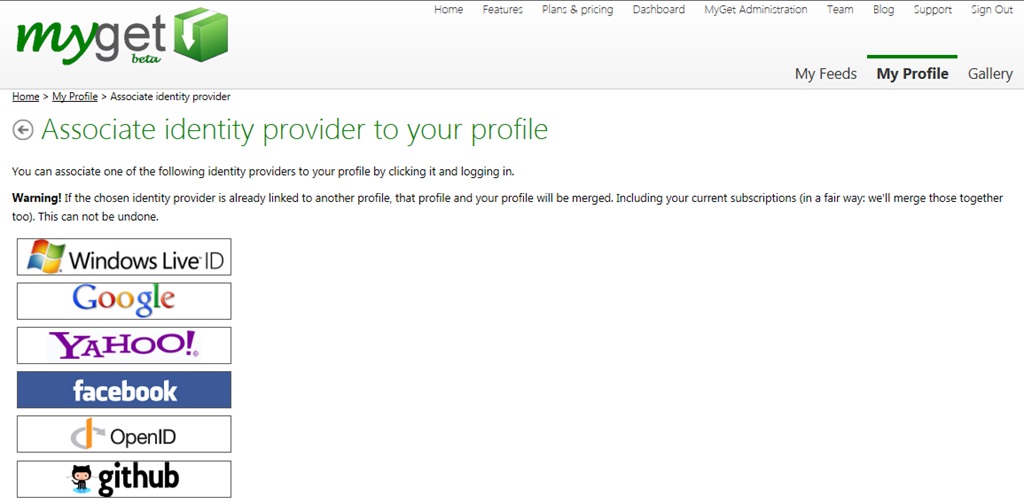 Home Features Plans & pricing Dashboard MyGet Administration Team Blog Support Sign Out
myget
beta
My Feeds My Profile Gallery
Home > My Profile > Associate identity provider
Associate identity provider to your profile
You can associate one of the following identity providers to your profile by clicking it and logging in.
Warning! If the chosen identity provider is already linked to another profile, that profile and your profile will be merged. Including your current subscriptions (in a fair way: we'll merge those together
too). This can not be undone.
Windows Live ID
Google
YAHOO!
facebook
OpenID
github